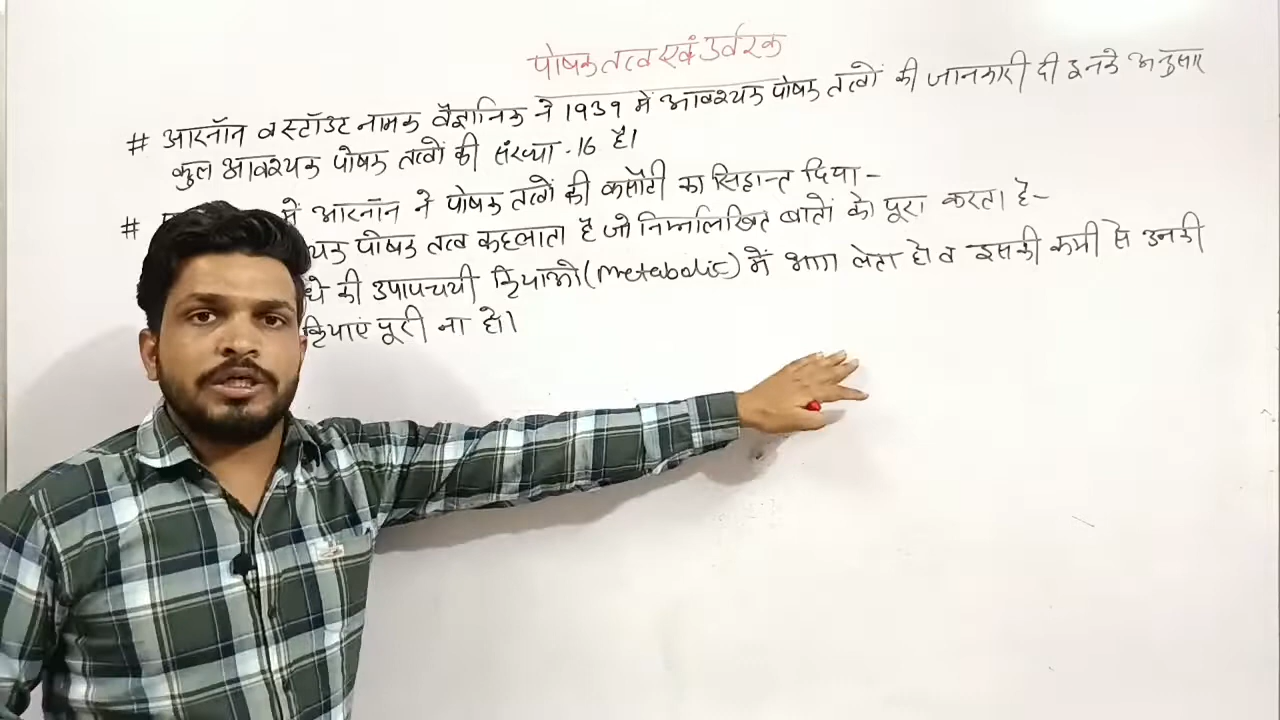 पोषक तत्व एवं उर्वरक
# आरनॉन व स्टॉउट नामक वैज्ञानिक ने 1939 में आवश्यक पोषक तत्वों की जानकारी दी इनके अनुसार
कुल आवश्यक पोषक तत्वों की संख्या - 16 है।
# में आरनॉन ने पोषक तत्वों की कसौटी का सिद्धान्त दिया -
पोषक तत्व कहलाता है जो निम्नलिखित बातों को पूरा करता है -
की उपापचयी क्रियाओ (Metabolic) में भाग लेता हो व इसकी कमी से उनकी
क्रियाएं पूरी ना हो।